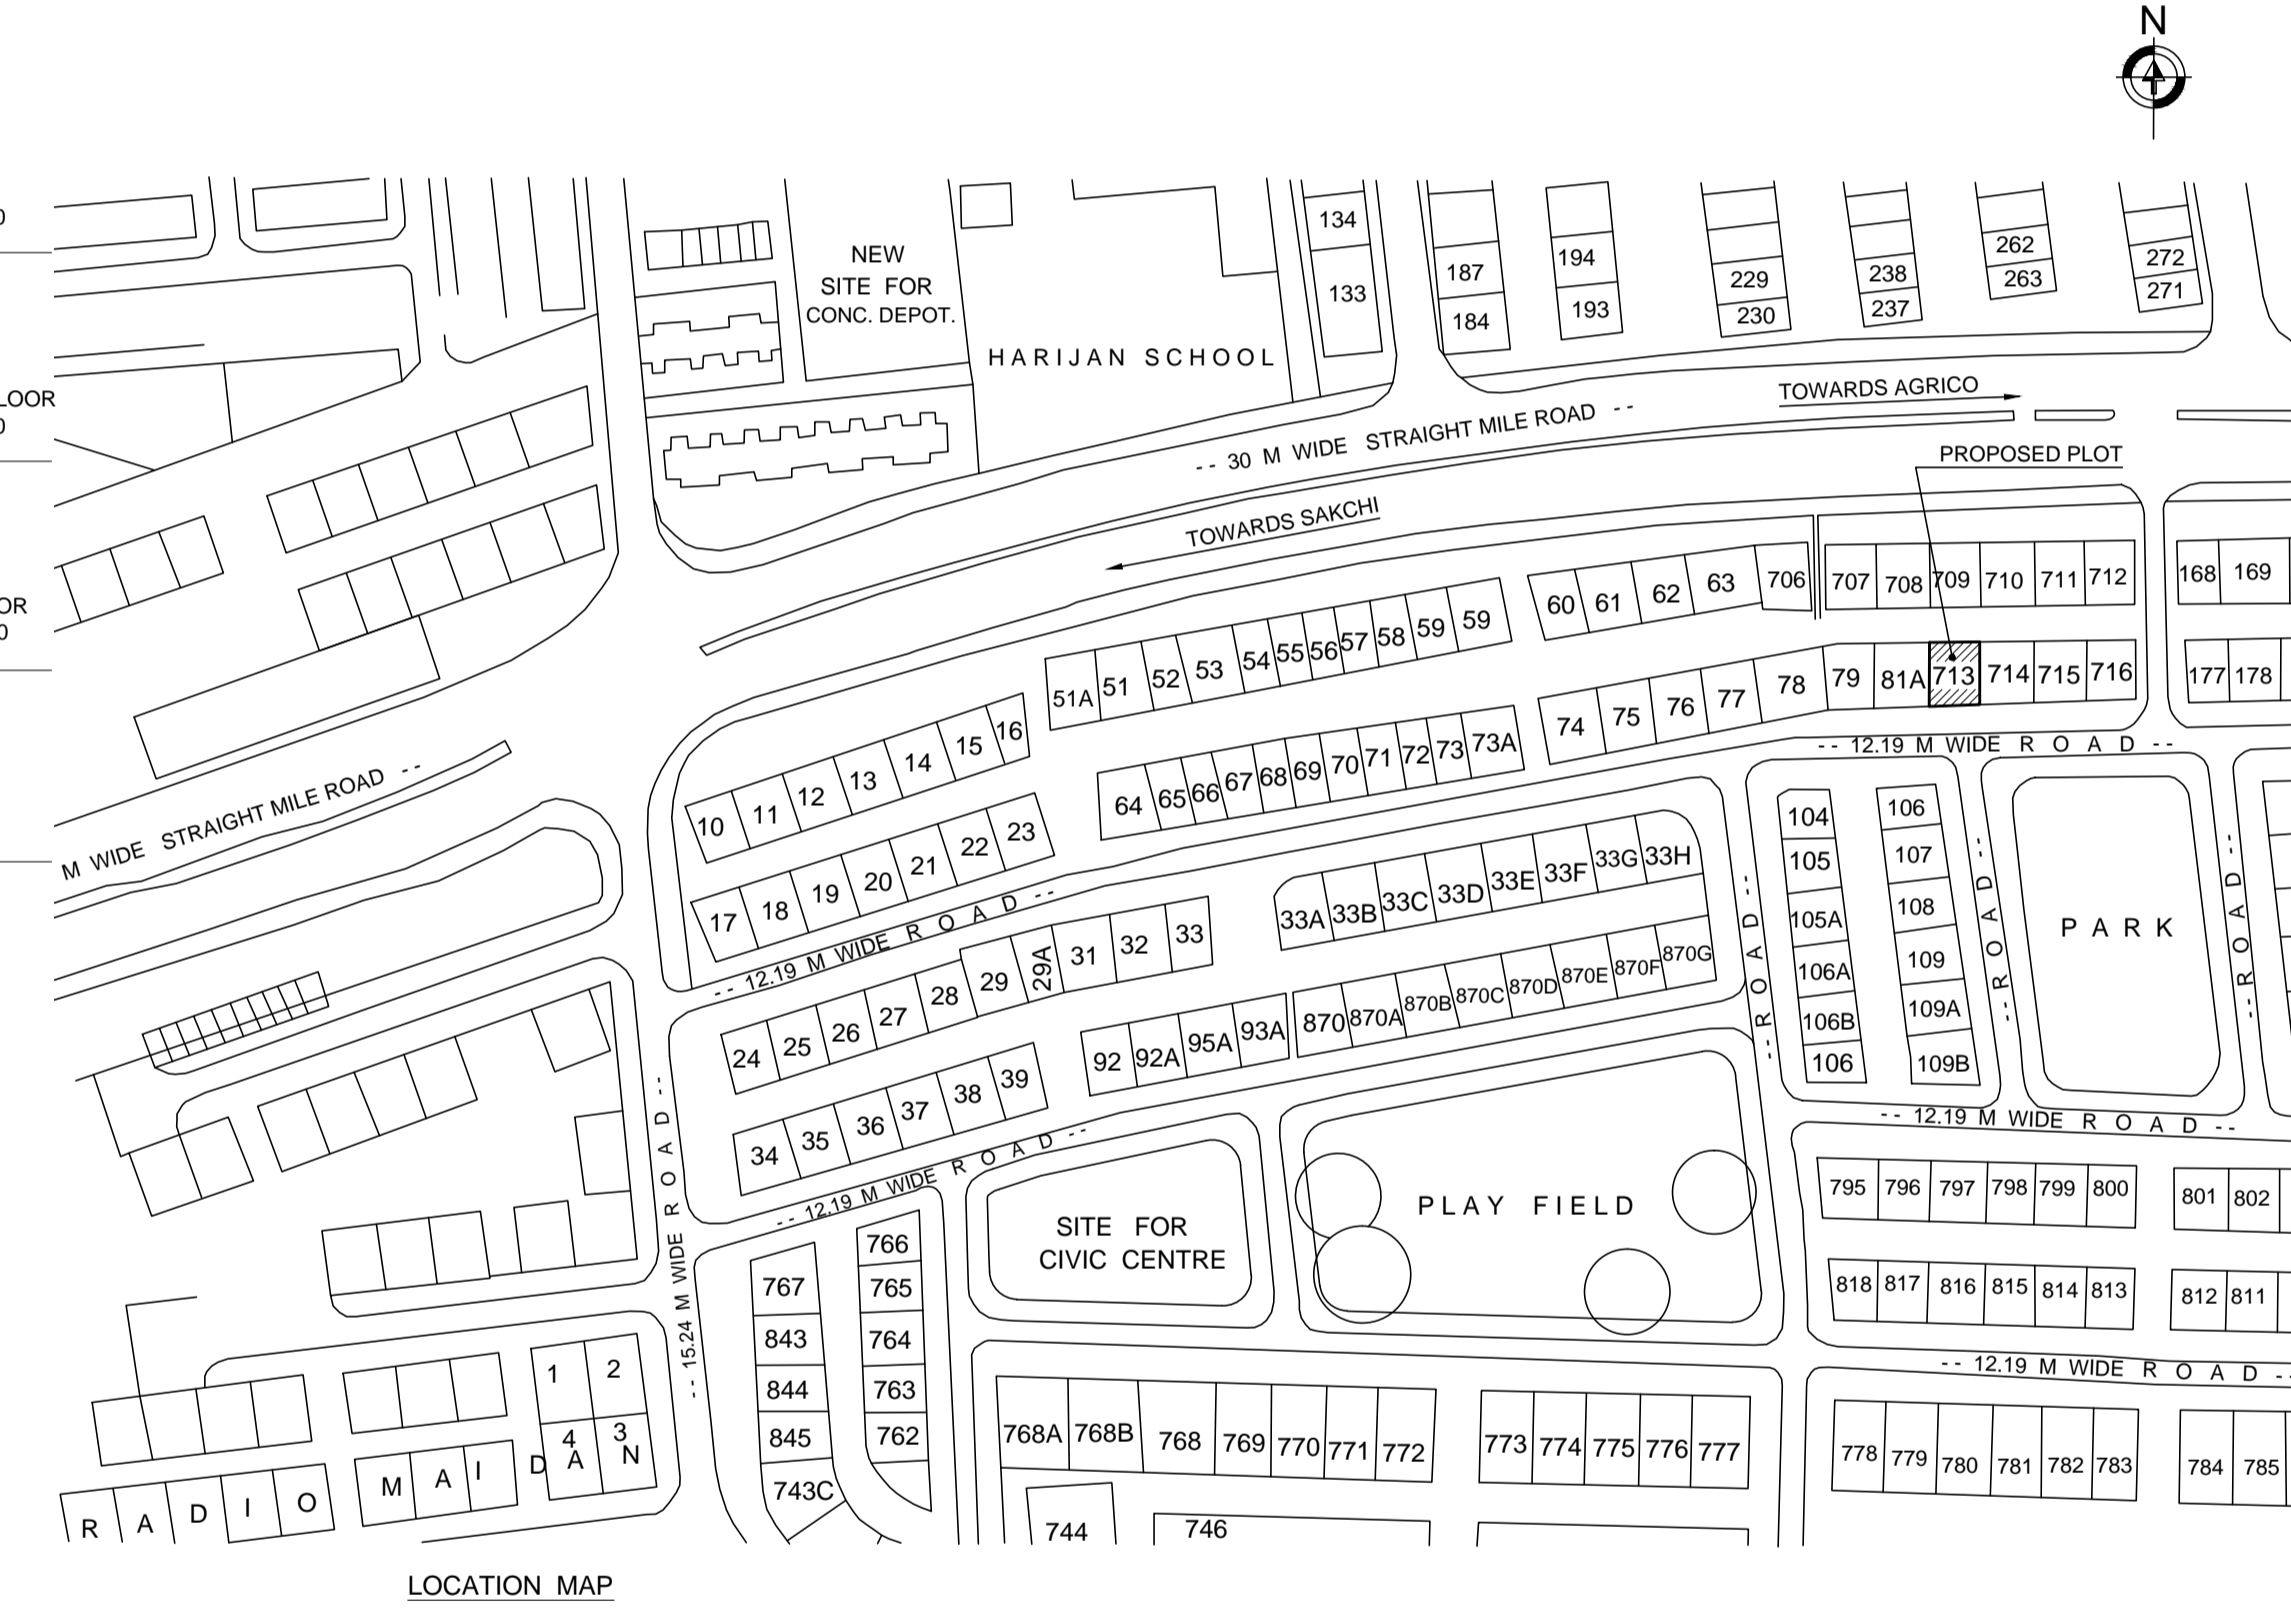 N
LOOR
OR
NEW
SITE FOR
CONC. DEPOT.
HARIJAN SCHOOL
134
133
187
184
194
193
229
230
238
237
262
263
272
271
TOWARDS AGRICO
-- 30 M WIDE STRAIGHT MILE ROAD --
PROPOSED PLOT
TOWARDS SAKCHI
60 61 62 63 706 707 708 709 710 711 712 168 169
51A 51 52 53 54 55 56 57 58 59 59
74 75 76 77 78 79 81A 713 714 715 716 177 178
10 11 12 13 14 15 16
64 65 66 67 68 69 70 71 72 73 73A
-- 12.19 M WIDE R O A D --
M WIDE STRAIGHT MILE ROAD --
17 18 19 20 21 22 23
-- 12.19 M WIDE R O A D --
33A 33B 33C 33D 33E 33F 33G 33H
24 25 26 27 28 29 29A 31 32 33
870 870A 870B 870C 870D 870E 870F 870G
92 92A 95A 93A
34 35 36 37 38 39
-- 12.19 M WIDE R O A D --
-- 15.24 M WIDE R O A D --
-- R O A D --
104
105
105A
106A
106B
106
106
107
108
109
109A
109B
-- R O A D --
PARK
-- R O A D --
-- 12.19 M WIDE R O A D --
SITE FOR
CIVIC CENTRE
PLAY FIELD
795 796 797 798 799 800 801 802
818 817 816 815 814 813 812 811
-- 12.19 M WIDE R O A D --
767
843
844
845
743C
766
765
764
763
762
768A 768B 768 769 770 771 772 773 774 775 776 777
778 779 780 781 782 783 784 785
744 746
1 2
4 3
R A D I O M A I D A N
LOCATION MAP